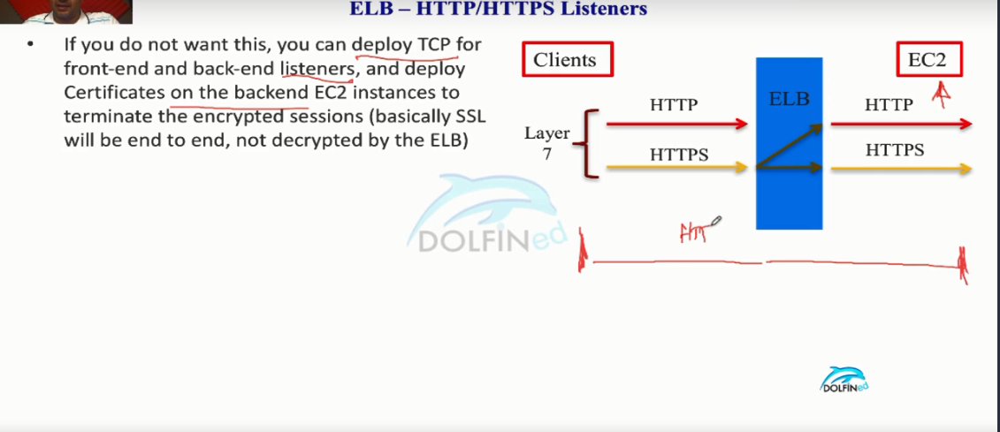 ELB – HTTP/HTTPS Listeners
• If you do not want this, you can deploy TCP for
front-end and back-end listeners, and deploy
Certificates on the backend EC2 instances to
terminate the encrypted sessions (basically SSL
will be end to end, not decrypted by the ELB)
Clients
EC2
HTTP
ELB
HTTP
Layer
7
HTTPS
HTTPS
DOLFINed
DOLFINed